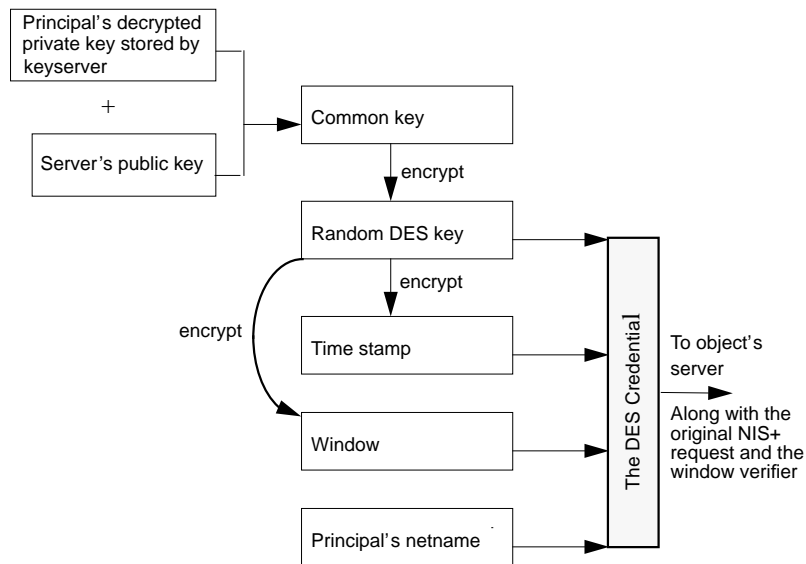 Principal's decrypted
private key stored by
keyserver
+
Server's public key
Common key
encrypt
Random DES key
encrypt
encrypt
Time stamp
Window
Principal's netname
The DES Credential
To object's
server
Along with the
original NIS+
request and the
window verifier